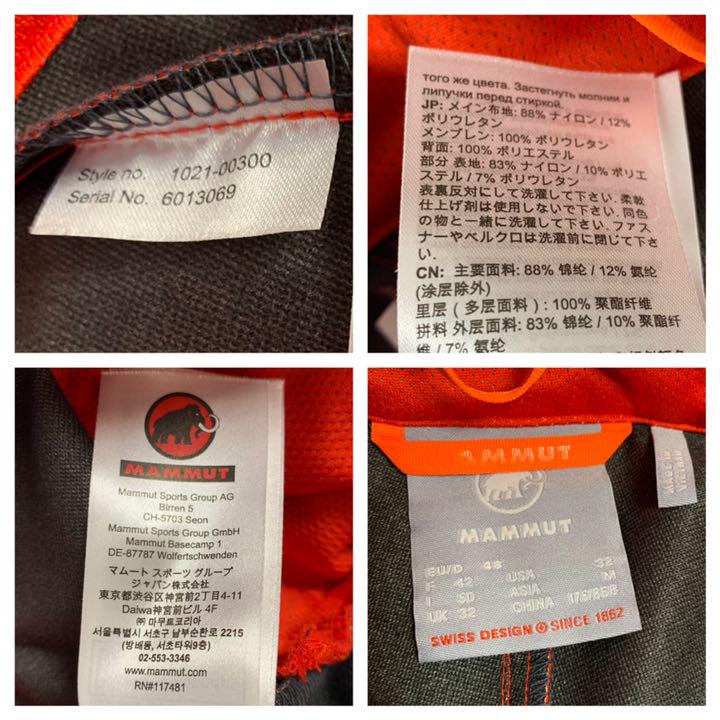 Style no. 1021-00300
Serial No. 6013069
того же цвета. Застегнуть молнии и
липучки перед стиркой.
JP: メイン布地: 88% ナイロン / 12%
ポリウレタン
メンブレン: 100% ポリウレタン
背面: 100% ポリエステル
部分 表地: 83% ナイロン / 10% ポリエ
ステル / 7% ポリウレタン
表裏反対にして洗濯して下さい. 柔軟
仕上げ剤は使用しないで下さい. 同色
の物と一緒に洗濯して下さい. ファス
ナーやベルクロは洗濯前に閉じて下さ
い.
CN: 主要面料: 88% 锦纶 / 12% 氨纶
(涂层除外)
里层 ( 多层面料 ) : 100% 聚酯纤维
拼料 外层面料: 83% 锦纶 / 10% 聚酯纤
维 / 7% 氨纶
MAMMUT
Mammut Sports Group AG
Birren 5
CH-5703 Seon
Mammut Sports Group GmbH
Mammut Basecamp 1
DE-87787 Wolfertschwenden
マムート スポーツ グループ
ジャパン株式会社
東京都渋谷区神宮前2丁目4-11
Daiwa神宮前ビル 4F
㈜ 마무트코리아
서울특별시 서초구 남부순환로 2215
(방배동, 서초타워9층)
02-553-3346
www.mammut.com
RN#117481
AMMUT
MAMMUT
EU/D 48 USA 32
F 42 ASIA M
I 50 CHINA 175/86B
UK 32
SWISS DESIGN SINCE 1862
MADE IN
VIETNAM